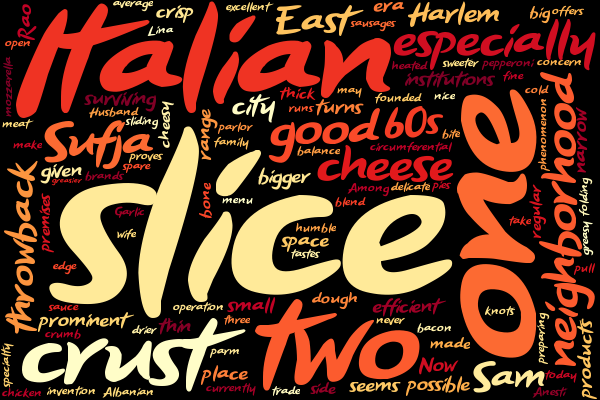 average
crisp
excellent
era
Harlem
big
offers
Rao
open
Italian
Lina
East
sausages
especially
heated
sweeter
pepperoni
concern
mozzarella
surviving
Husband
sliding
cheesy
city
thick
runs
turns
may
founded
institutions
nice
fine
cold
meat
make
Sufja
proves
spare
range
parlor
family
good
60s
balance
circumferential
bite
phenomenon
neighborhood
narrow
given
greasier
brands
bone
menu
bigger
cheese
Among
delicate
pies
blend
one
regular
take
greasy
folding
throwback
premises
Garlic
wife
slice
humble
space
tastes
pull
edge
sauce
prominent
crumb
drier
thin
operation
small
three
dough
efficient
never
bacon
made
knots
preparing
products
specialty
crust
parm
place
two
Now
Sam
today
chicken
invention
Albanian
currently
trade
side
seems
possible
Anesti